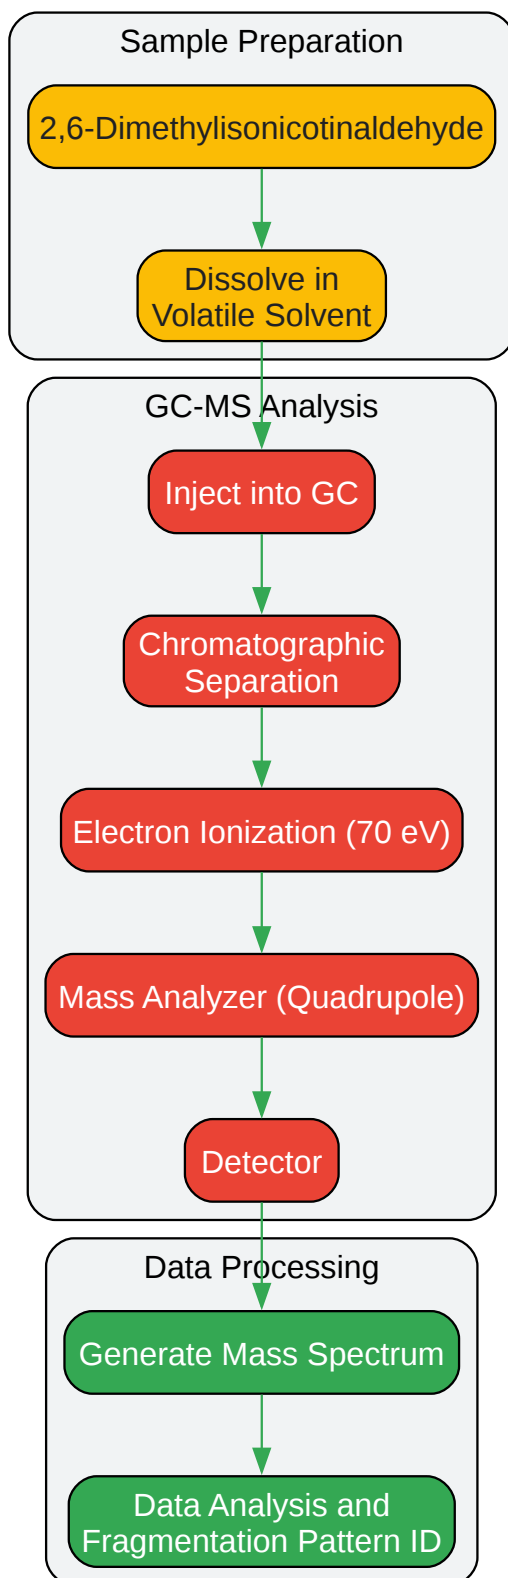 Sample Preparation
2,6-Dimethylisonicotinaldehyde
Dissolve in
Volatile Solvent
GC-MS Analysis
Inject into GC
Chromatographic
Separation
Electron Ionization (70 eV)
Mass Analyzer (Quadrupole)
Detector
Data Processing
Generate Mass Spectrum
Data Analysis and
Fragmentation Pattern ID